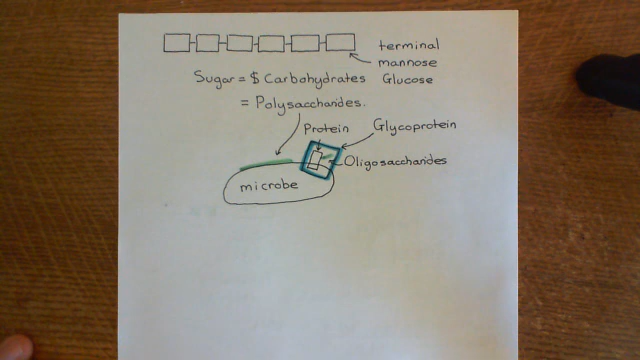 terminal
mannose
Sugar = $ Carbohydrates Glucose
= Polysaccharides.
Protein Glycoprotein
Oligosaccharides
microbe